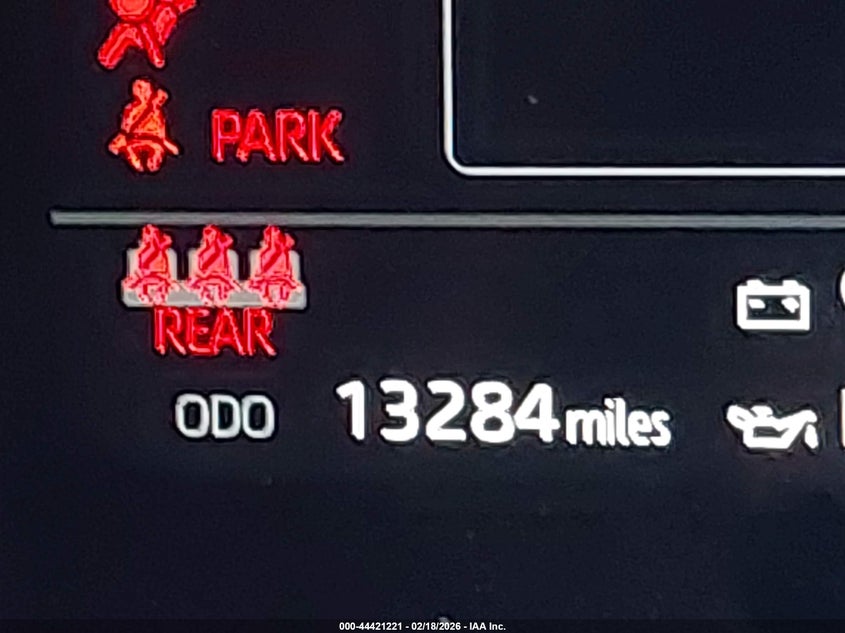 PARK
REAR
ODO 13284 miles
000-44421221 - 02/18/2026 - IAA Inc.